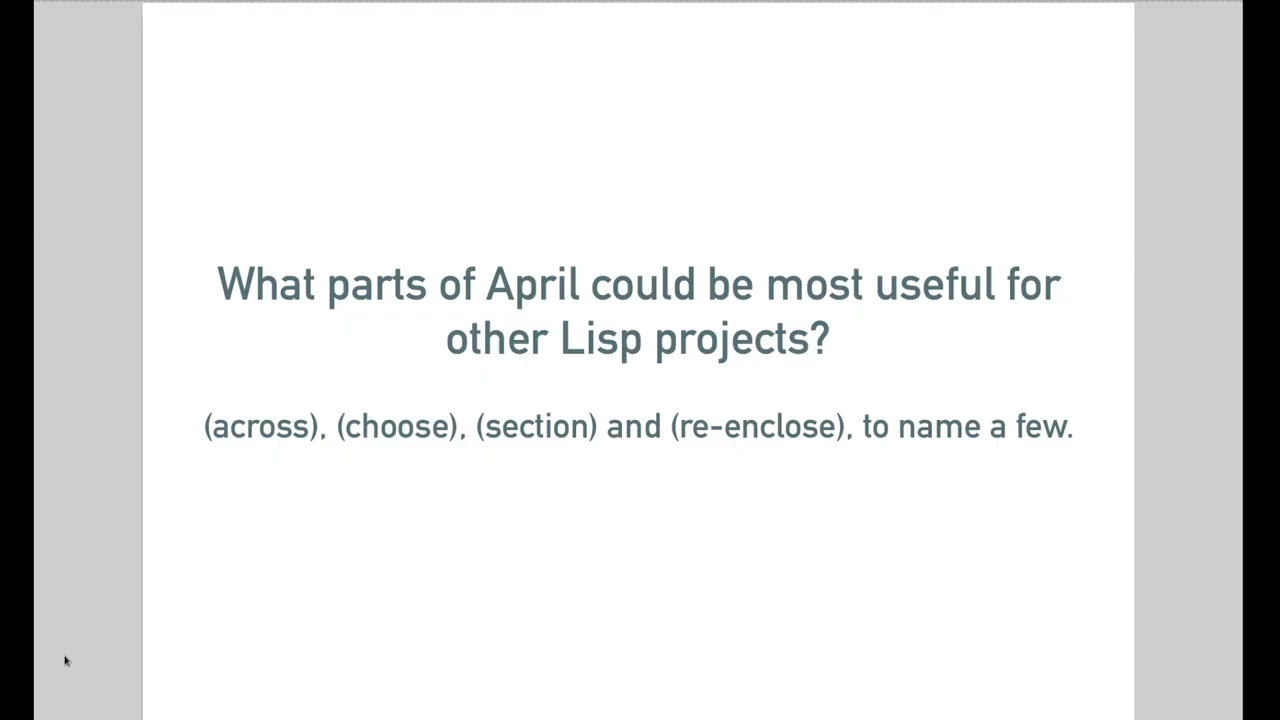 What parts of April could be most useful for
other Lisp projects?
(across), (choose), (section) and (re-enclose), to name a few.